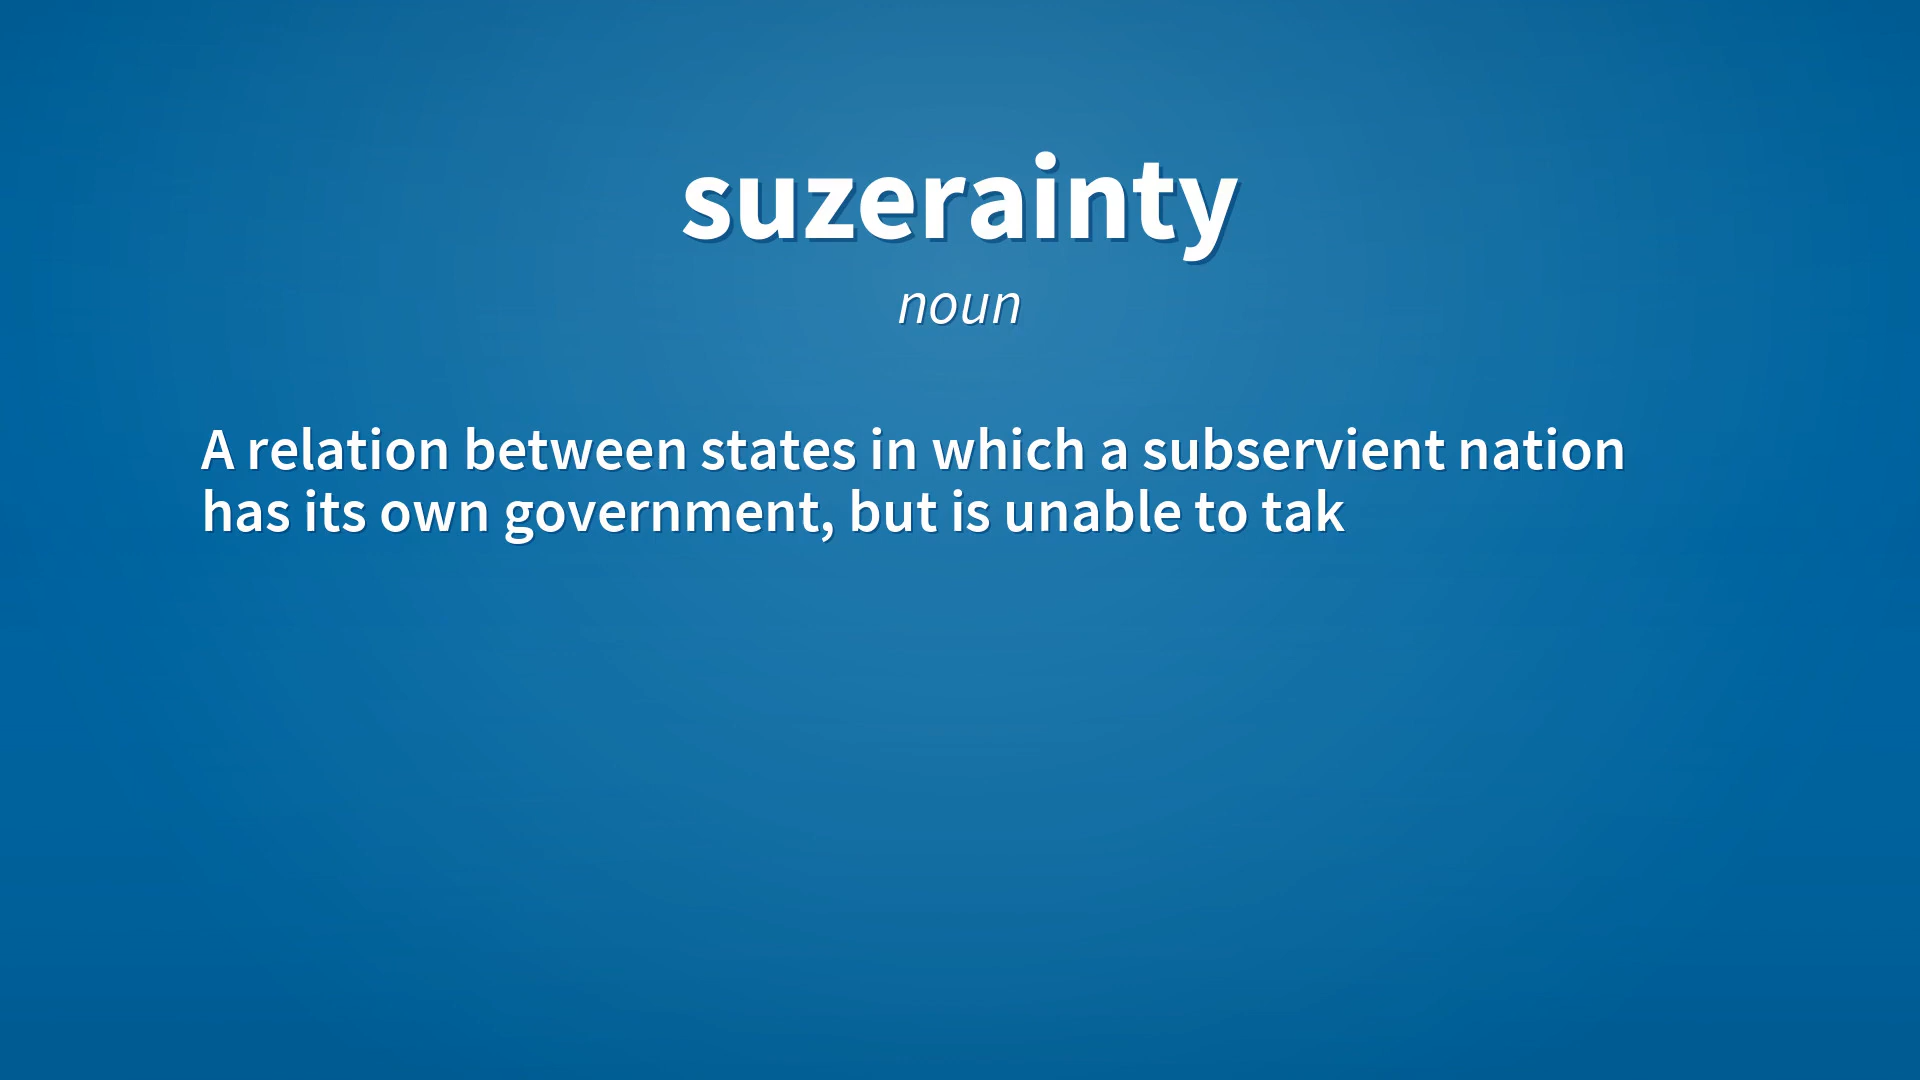 suzerainty
noun
A relation between states in which a subservient nation
has its own government, but is unable to tak